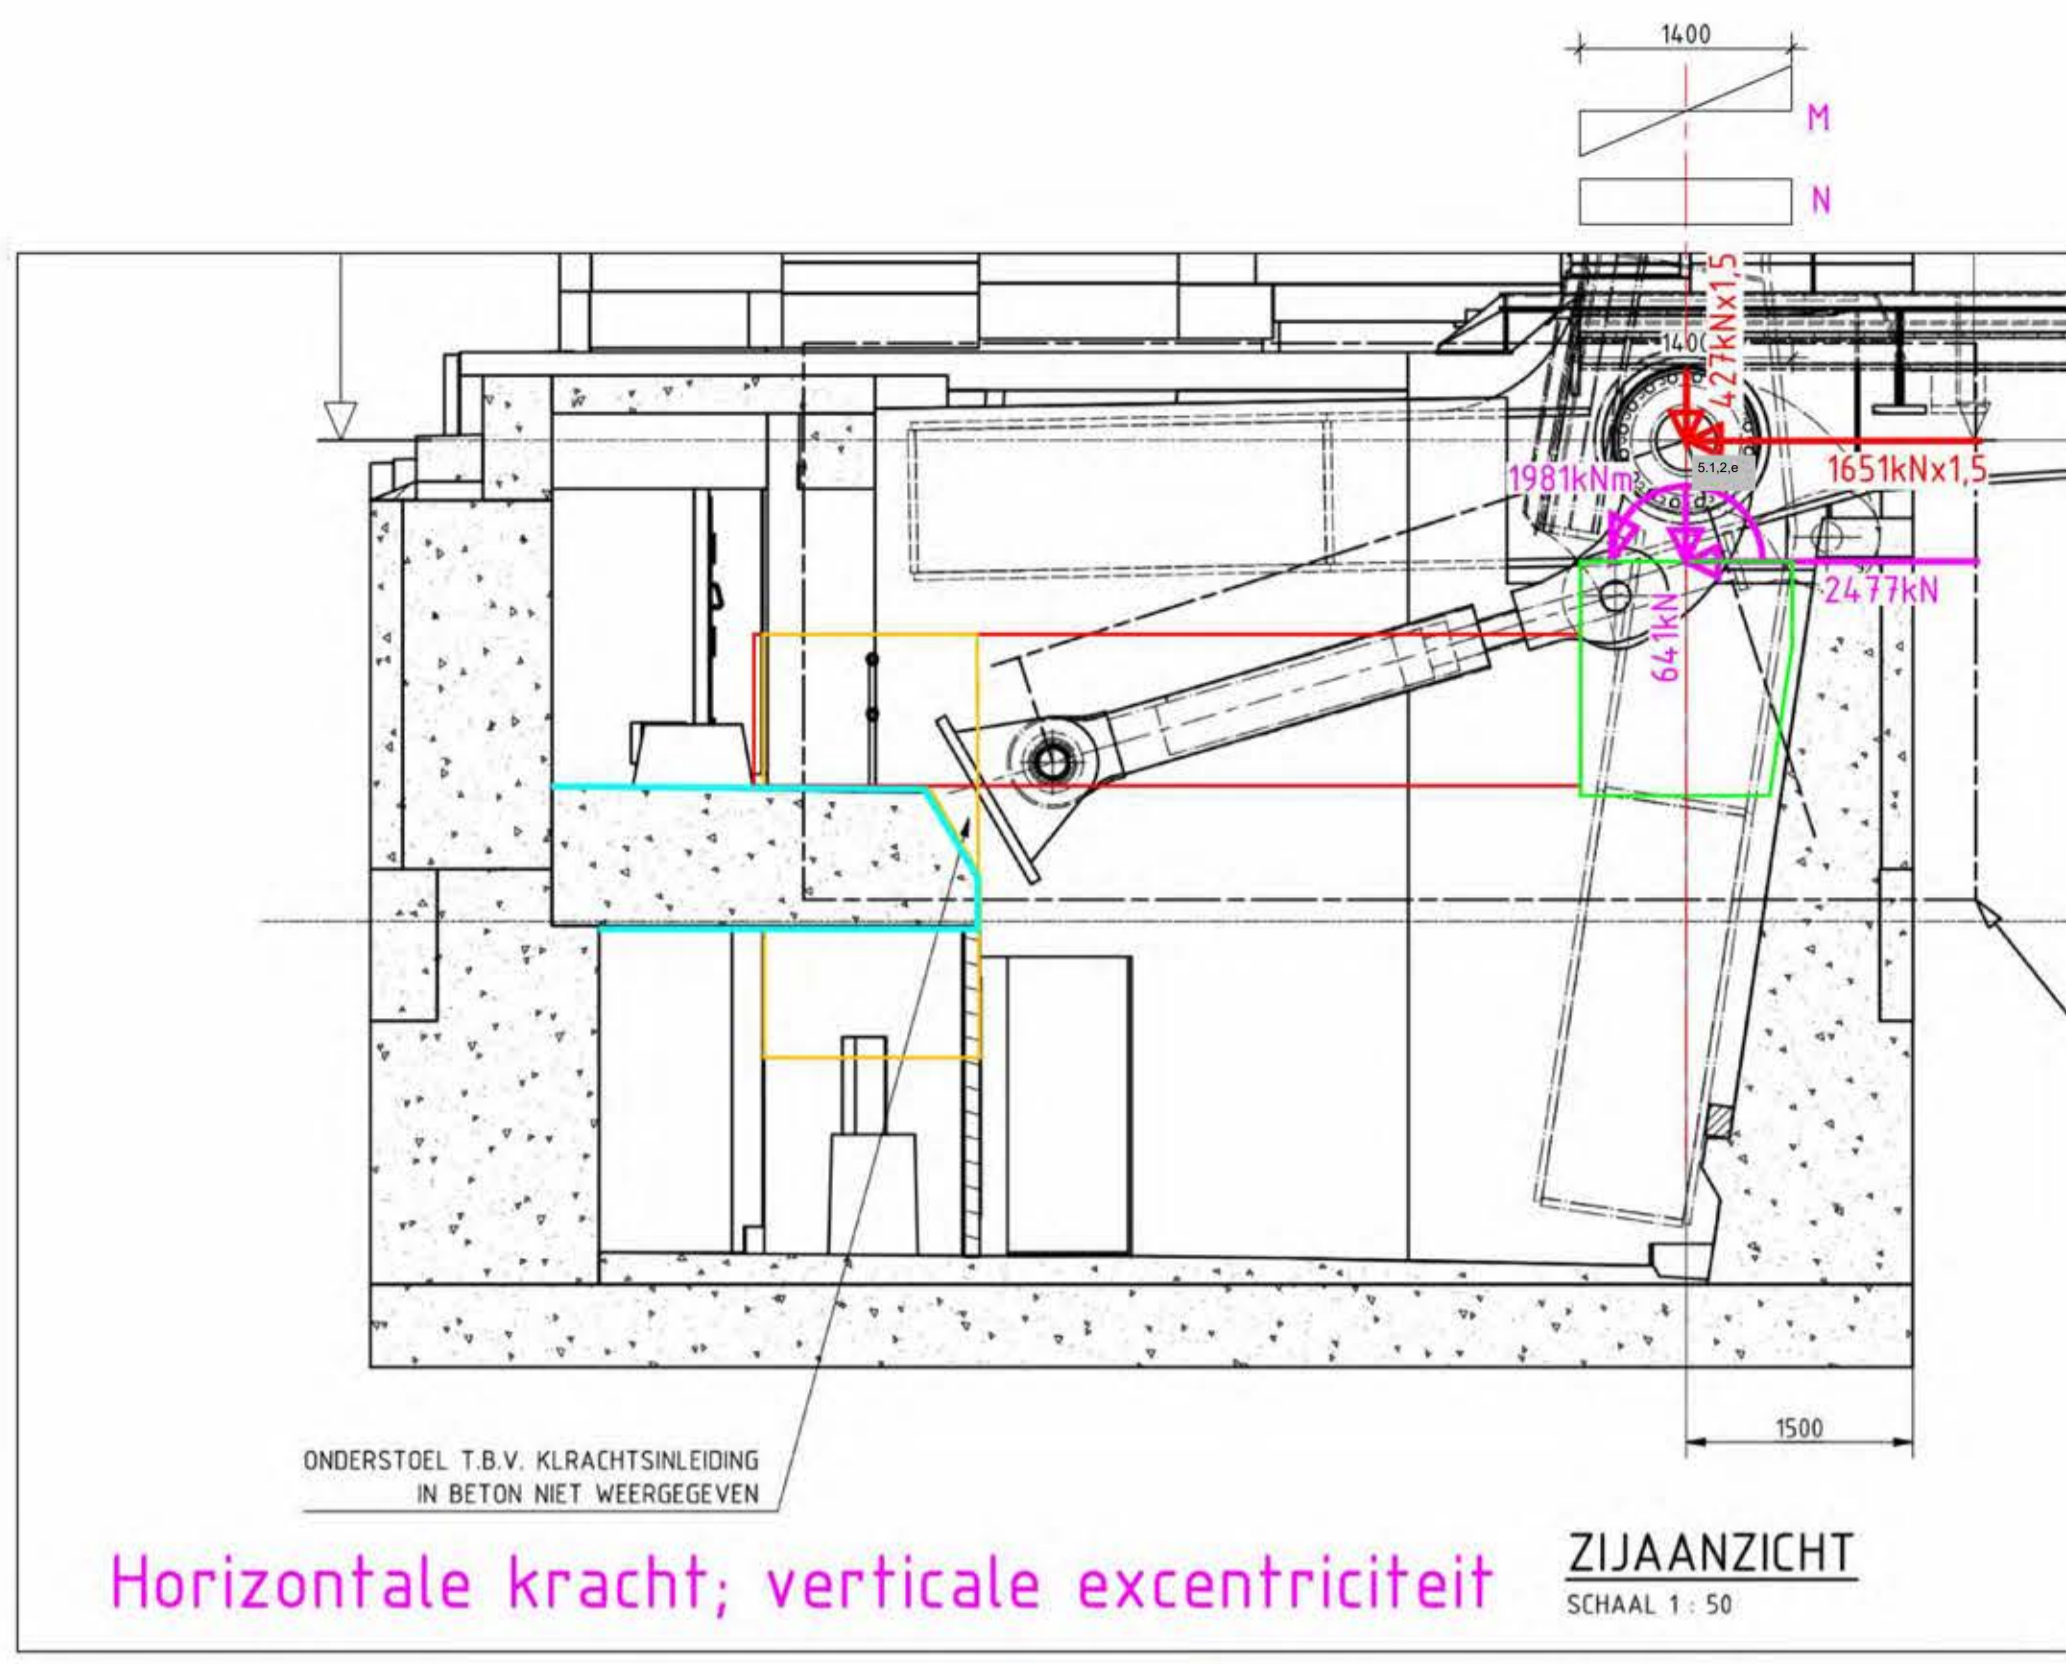 1400
M
N
427kNx1,5
1400
5.1,2,e
1981kNm
1651kNx1,5
2477kN
641kN
1500
ONDERSTOEL T.B.V. KLRACHTSINLEIDING
IN BETON NIET WEERGEGEVEN
Horizontale kracht; verticale excentriciteit
ZIJAANZICHT
SCHAAL 1 : 50